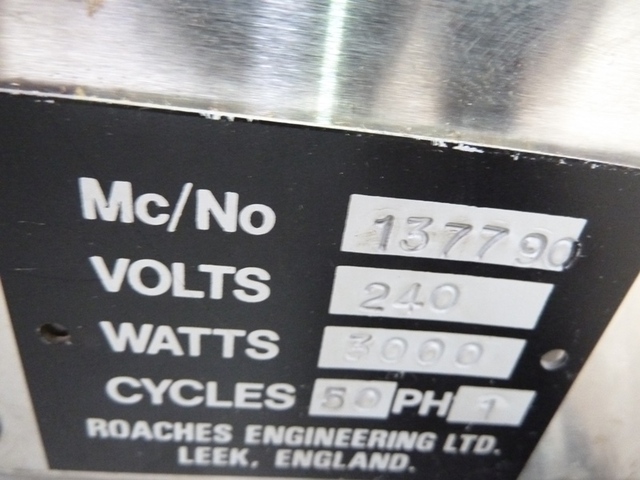 Mc/No 137790
VOLTS 240
WATTS 3000
CYCLES 50 PH 1
ROACHES ENGINEERING LTD.
LEEK, ENGLAND.